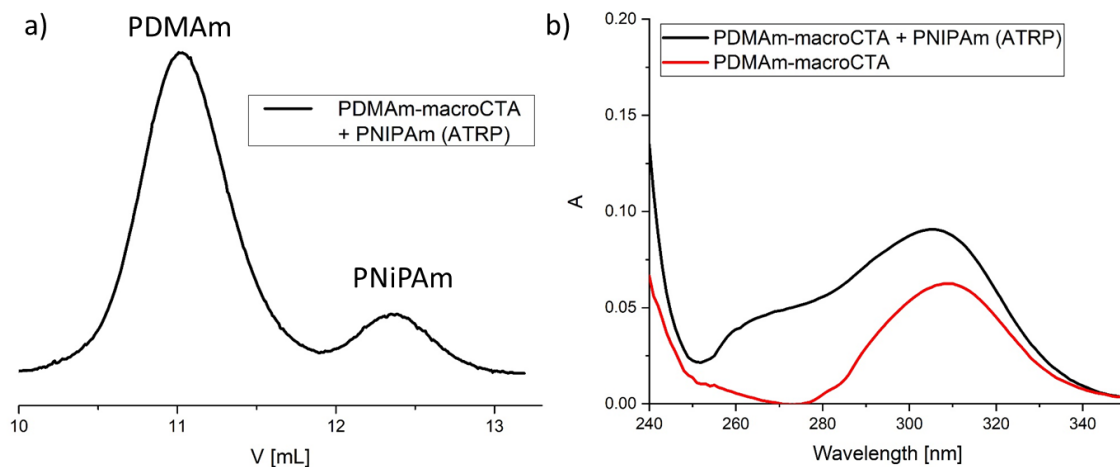 a)
PDMAm
PDMAm-macroCTA
+ PNIPAm (ATRP)
PNiPAm
10
11
12
13
V [mL]
b)
0.20
0.15
0.10
0.05
0.00
A
PDMAm-macroCTA + PNIPAm (ATRP)
PDMAm-macroCTA
240
260
280
300
320
340
Wavelength [nm]